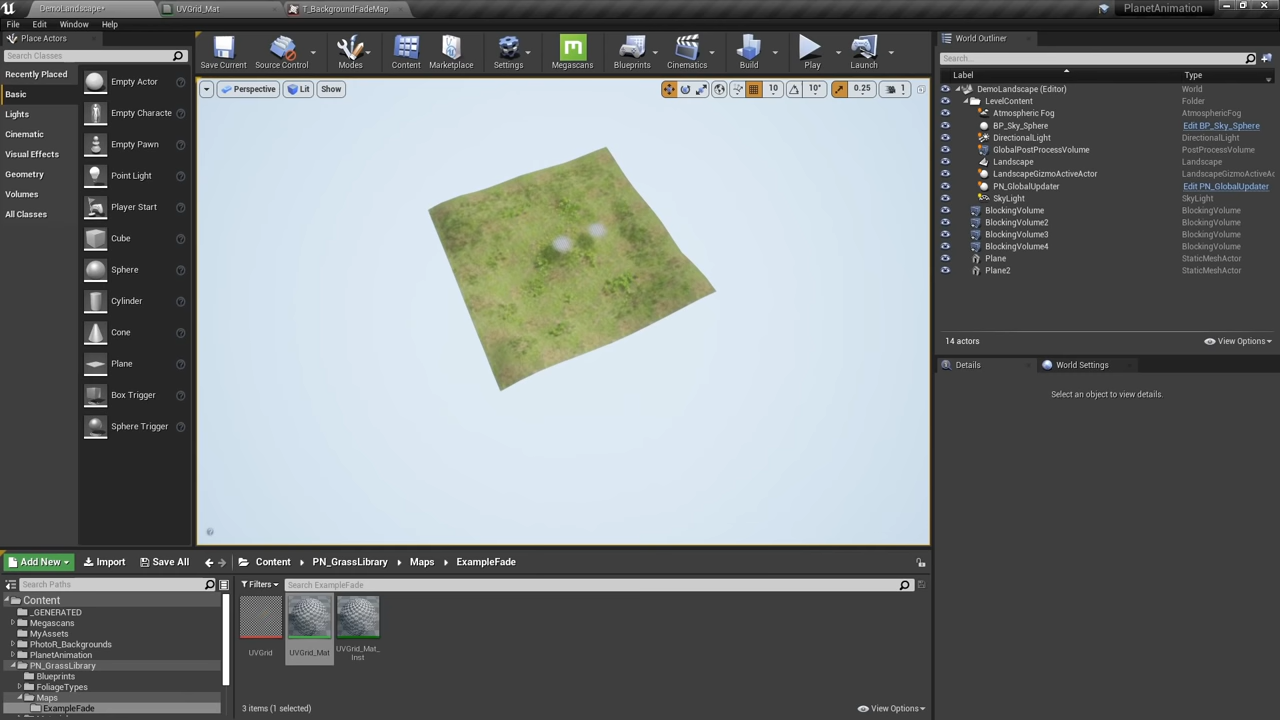 DemoLandscape*
UVGrid_Mat
T_BackgroundFadeMap
PlanetAnimation
File Edit Window Help
Place Actors
Search Classes
Recently Placed
Basic
Lights
Cinematic
Visual Effects
Geometry
Volumes
All Classes
Empty Actor
Empty Characte
Empty Pawn
Point Light
Player Start
Cube
Sphere
Cylinder
Cone
Plane
Box Trigger
Sphere Trigger
Save Current
Source Control
Modes
Content
Marketplace
Settings
Megascans
Blueprints
Cinematics
Build
Play
Launch
Perspective
Lit
Show
10
10°
0.25
1
World Outliner
Search...
Label Type
DemoLandscape (Editor) World
LevelContent Folder
Atmospheric Fog AtmosphericFog
BP_Sky_Sphere Edit BP_Sky_Sphere
DirectionalLight DirectionalLight
GlobalPostProcessVolume PostProcessVolume
Landscape Landscape
LandscapeGizmoActiveActor LandscapeGizmoActiveAc
PN_GlobalUpdater Edit PN_GlobalUpdater
SkyLight SkyLight
BlockingVolume BlockingVolume
BlockingVolume2 BlockingVolume
BlockingVolume3 BlockingVolume
BlockingVolume4 BlockingVolume
Plane StaticMeshActor
Plane2 StaticMeshActor
14 actors
View Options
Details
World Settings
Select an object to view details.
Add New
Import
Save All
Content
PN_GrassLibrary
Maps
ExampleFade
Search Paths
Filters
Search ExampleFade
Content
_GENERATED
Megascans
MyAssets
PhotoR_Backgrounds
PlanetAnimation
PN_GrassLibrary
Blueprints
FoliageTypes
Maps
ExampleFade
UVGrid
UVGrid_Mat
UVGrid_Mat_
Inst
3 items (1 selected)
View Options